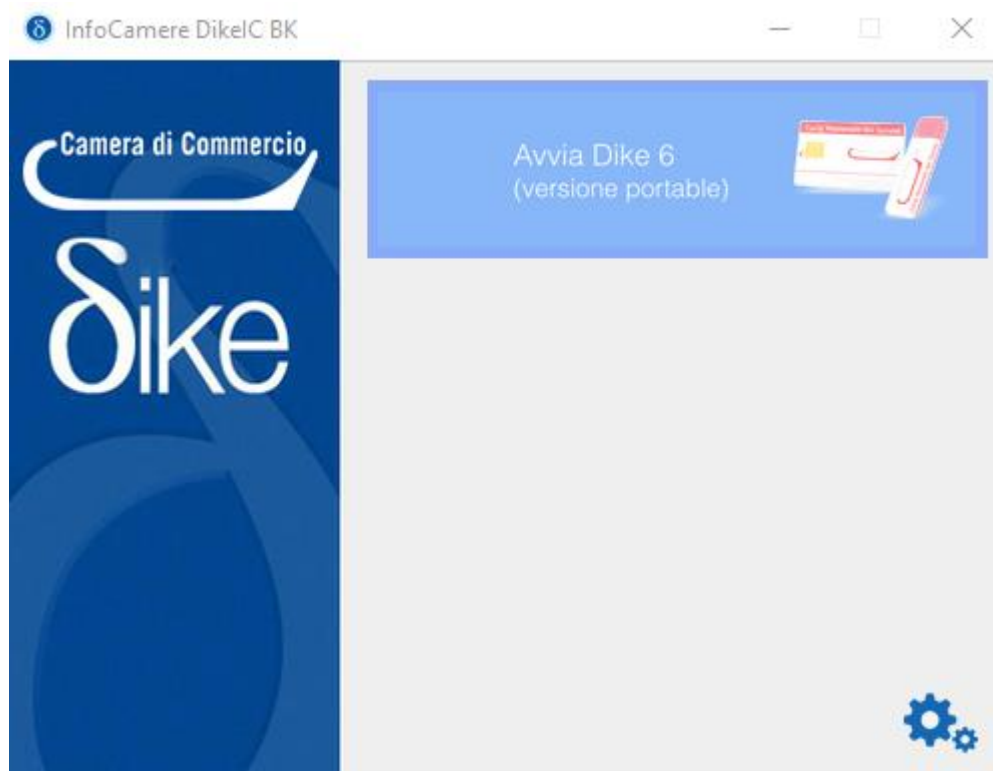 InfoCamere DikeIC BK
Camera di Commercio
δike
Avvia Dike 6
(versione portable)